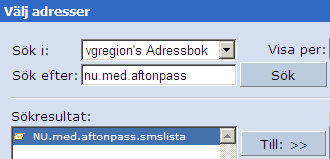 Välj adresser
Sök i: vgregion's Adressbok Visa per:
Sök efter: nu.med.aftonpass Sök
Sökresultat:
NU.med.aftonpass.smslista Till: >>